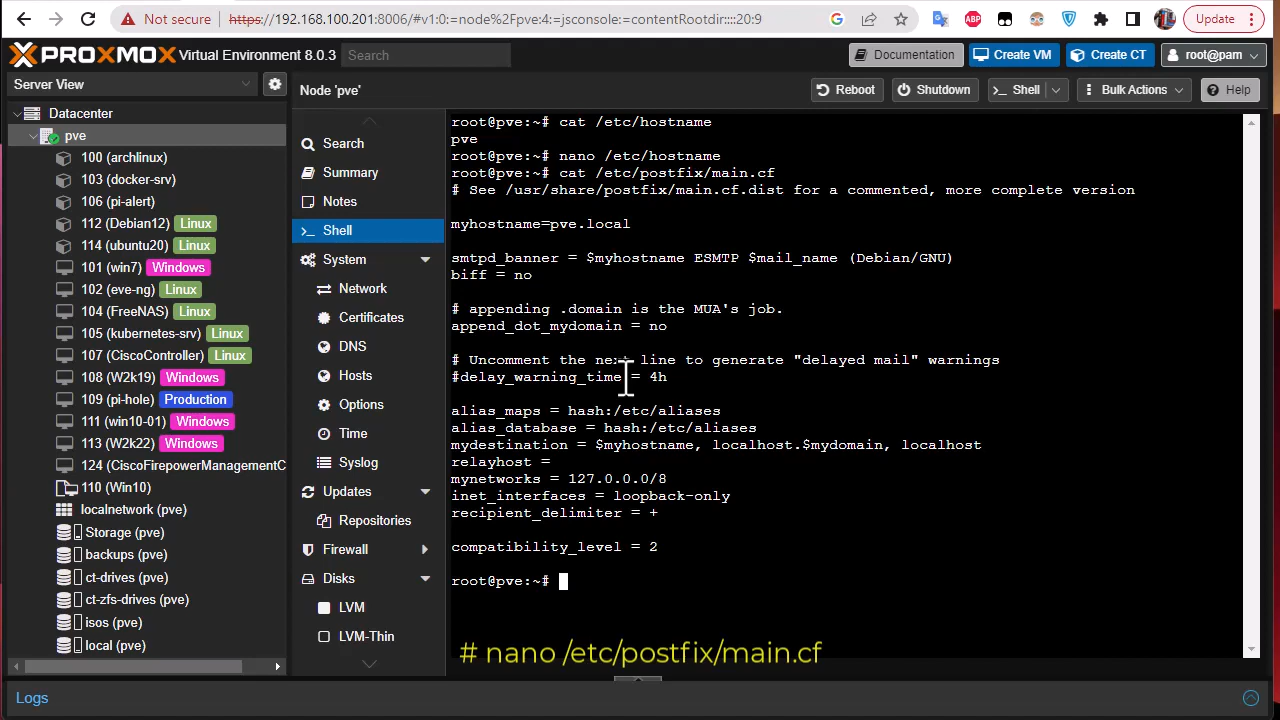 Not secure https://192.168.100.201:8006/#v1:0:=node%2Fpve:4:=jsconsole=contentRootdir::::20:9 Update
PROXMOX Virtual Environment 8.0.3 Search Documentation Create VM Create CT root@pam
Server View
Node 'pve' Reboot Shutdown Shell Bulk Actions Help
Datacenter
pve
100 (archlinux)
103 (docker-srv)
106 (pi-alert)
112 (Debian12) Linux
114 (ubuntu20) Linux
101 (win7) Windows
102 (eve-ng) Linux
104 (FreeNAS) Linux
105 (kubernetes-srv) Linux
107 (CiscoController) Linux
108 (W2k19) Windows
109 (pi-hole) Production
111 (win10-01) Windows
113 (W2k22) Windows
124 (CiscoFirepowerManagementC
110 (Win10)
localnetwork (pve)
Storage (pve)
backups (pve)
ct-drives (pve)
ct-zfs-drives (pve)
isos (pve)
local (pve)
Search
Summary
Notes
Shell
System
Network
Certificates
DNS
Hosts
Options
Time
Syslog
Updates
Repositories
Firewall
Disks
LVM
LVM-Thin
root@pve:~# cat /etc/hostname
pve
root@pve:~# nano /etc/hostname
root@pve:~# cat /etc/postfix/main.cf
# See /usr/share/postfix/main.cf.dist for a commented, more complete version
myhostname=pve.local
smtpd_banner = $myhostname ESMTP $mail_name (Debian/GNU)
biff = no
# appending .domain is the MUA's job.
append_dot_mydomain = no
# Uncomment the next line to generate "delayed mail" warnings
#delay_warning_time = 4h
alias_maps = hash:/etc/aliases
alias_database = hash:/etc/aliases
mydestination = $myhostname, localhost.$mydomain, localhost
relayhost =
mynetworks = 127.0.0.0/8
inet_interfaces = loopback-only
recipient_delimiter = +
compatibility_level = 2
root@pve:~#
# nano /etc/postfix/main.cf
Logs